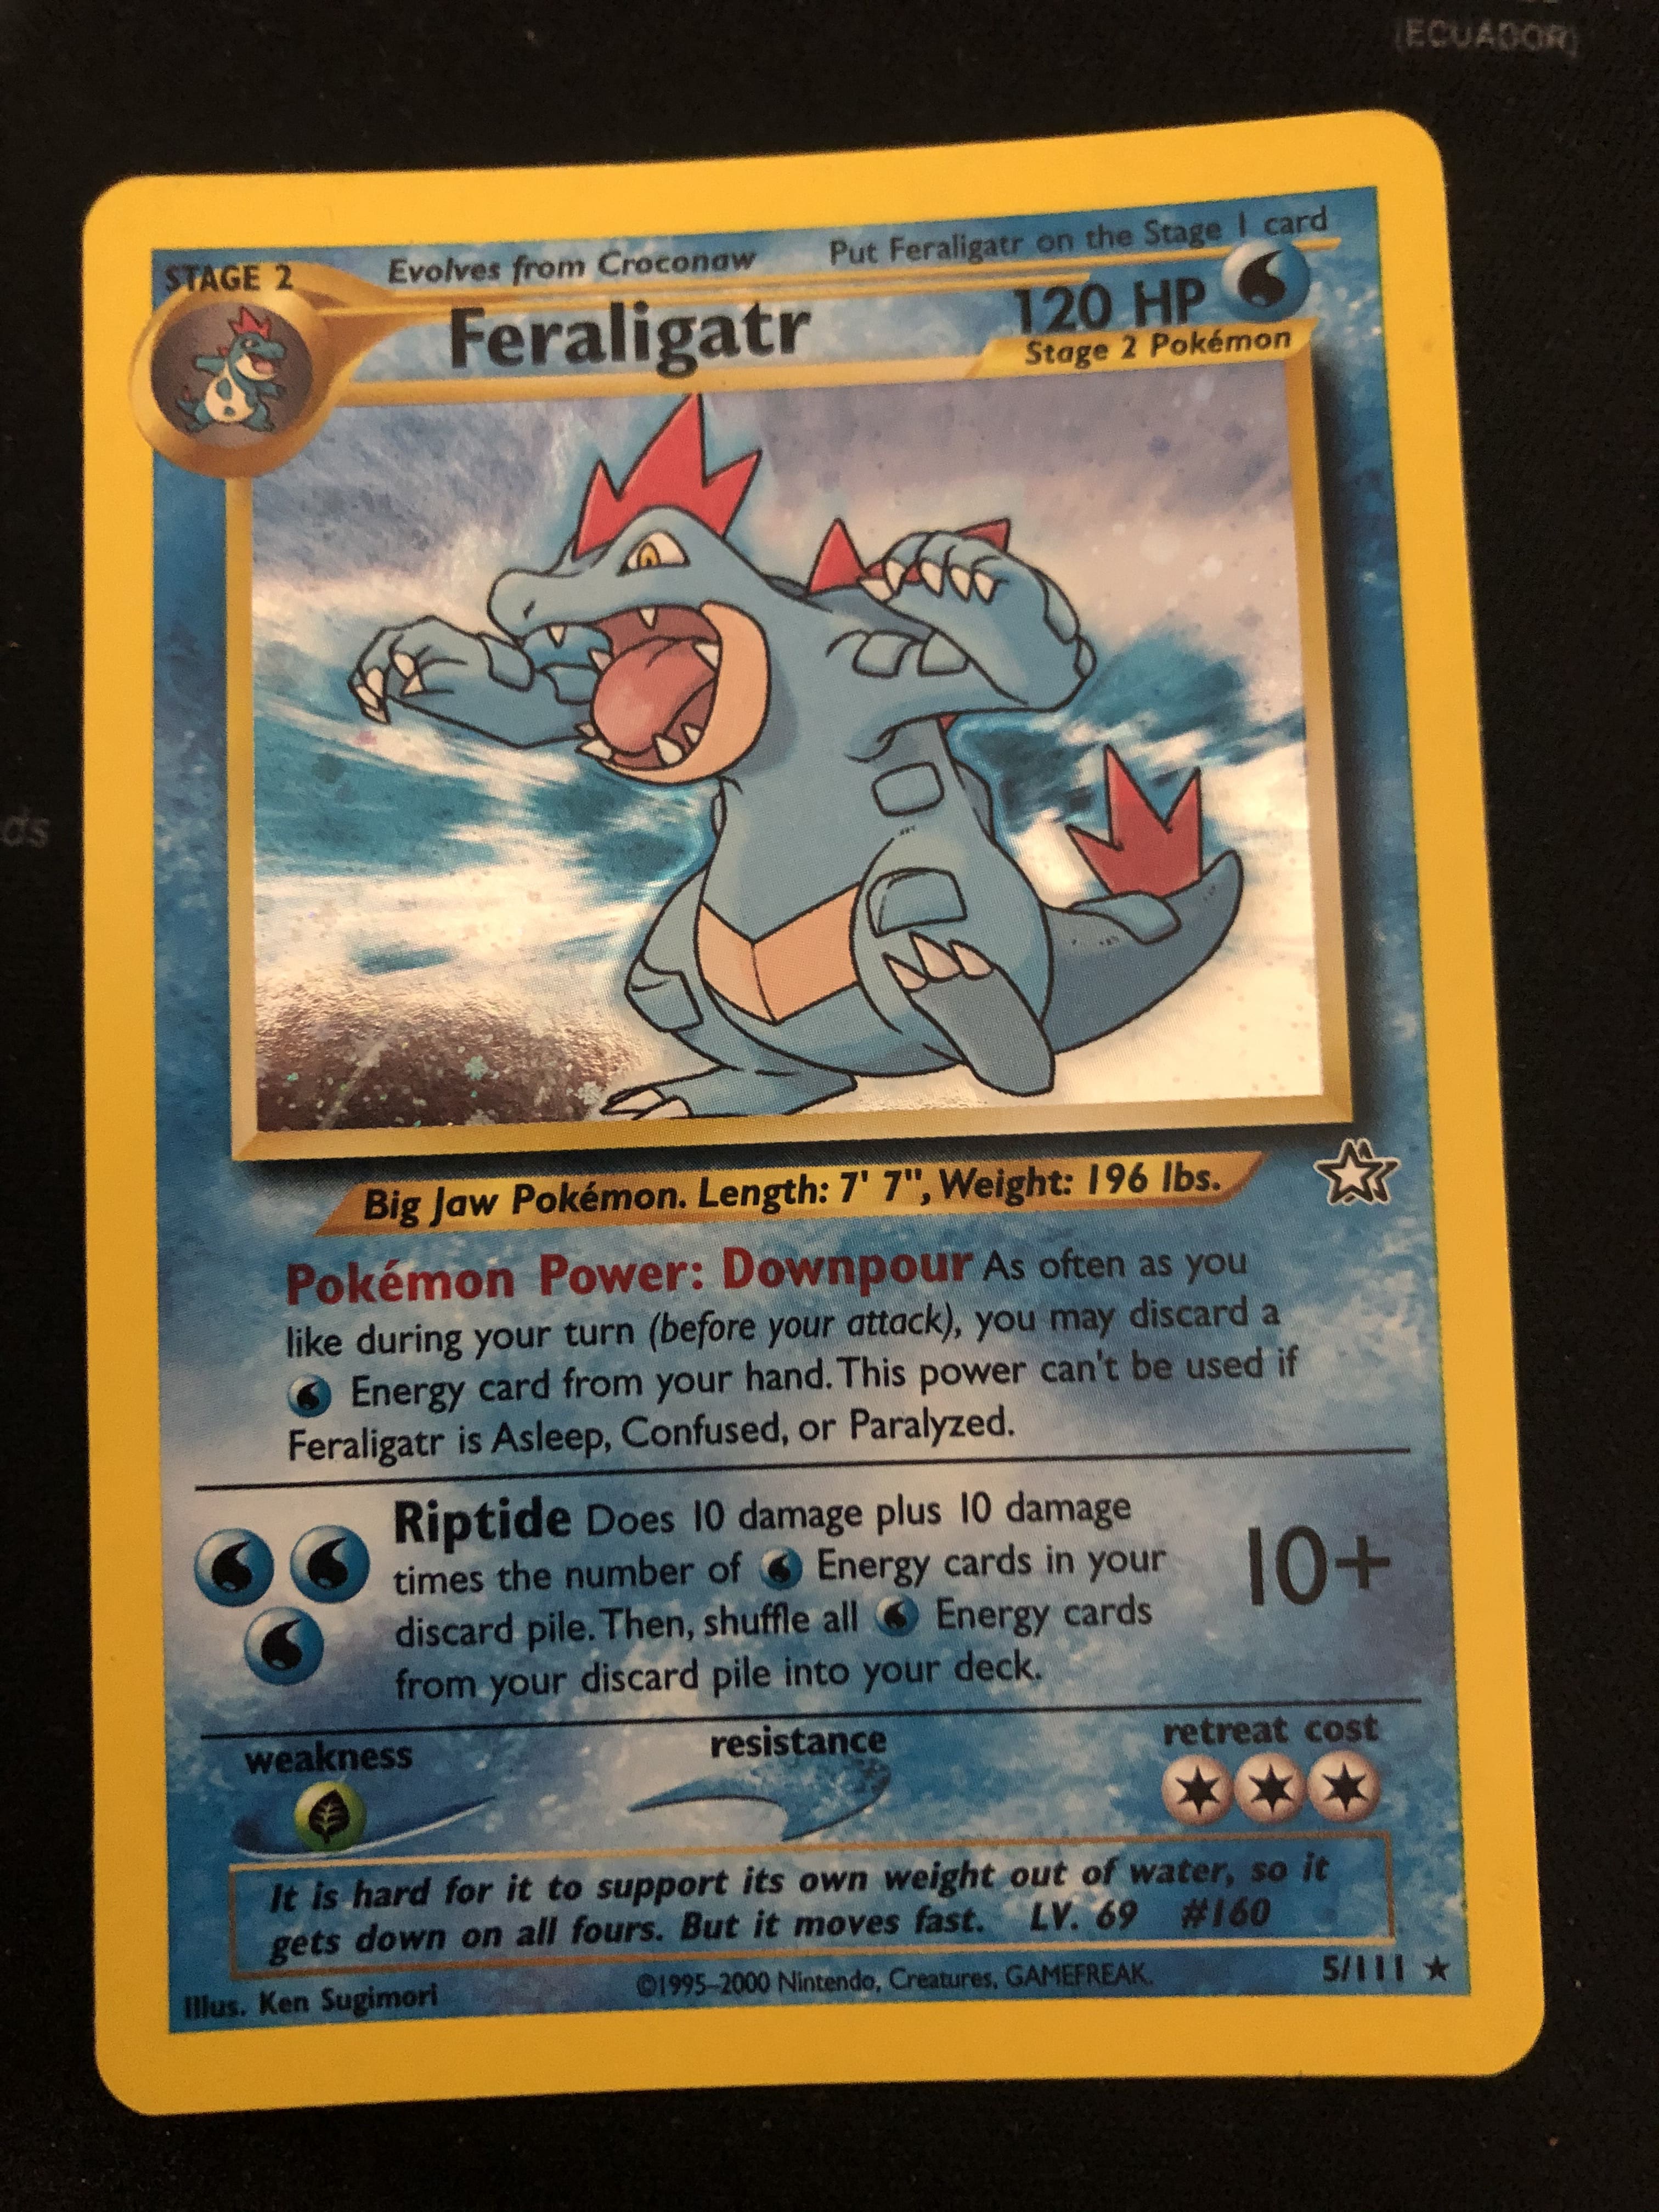 (ECUADOR)
STAGE 2
Evolves from Croconaw
Put Feraligatr on the Stage 1 card
Feraligatr
120 HP
Stage 2 Pokémon
ds
Big Jaw Pokémon. Length: 7' 7", Weight: 196 lbs.
Pokémon Power: Downpour As often as you
like during your turn (before your attack), you may discard a
Energy card from your hand. This power can't be used if
Feraligatr is Asleep, Confused, or Paralyzed.
Riptide Does 10 damage plus 10 damage
times the number of Energy cards in your
discard pile. Then, shuffle all Energy cards
from your discard pile into your deck.
10+
weakness
resistance
retreat cost
It is hard for it to support its own weight out of water, so it
gets down on all fours. But it moves fast. LV. 69 #160
Illus. Ken Sugimori
©1995-2000 Nintendo, Creatures, GAMEFREAK.
5/111 ★